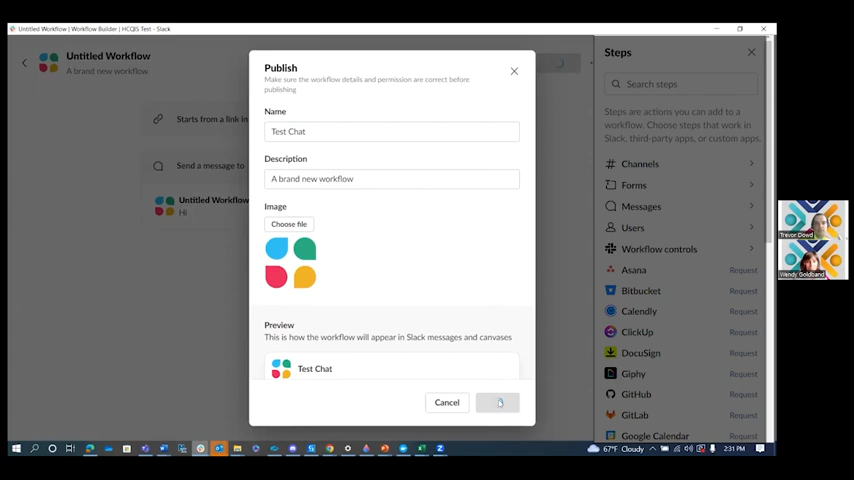 Untitled Workflow | Workflow Builder | HCQIS Test - Slack
Untitled Workflow
A brand new workflow
Starts from a link in
Send a message to
Untitled Workflow
Hi
Publish
Make sure the workflow details and permission are correct before
publishing
Name
Test Chat
Description
A brand new workflow
Image
Choose file
Preview
This is how the workflow will appear in Slack messages and canvases
Test Chat
Cancel
Steps
Search steps
Steps are actions you can add to a
workflow. Choose steps that work in
Slack, third-party apps, or custom apps.
Channels
Forms
Messages
Users
Workflow controls
Asana Request
Bitbucket Request
Calendly Request
ClickUp Request
DocuSign Request
Giphy Request
GitHub Request
GitLab Request
Google Calendar Request
Trevor Dowd
Wendy Goldband
67°F Cloudy
2:31 PM